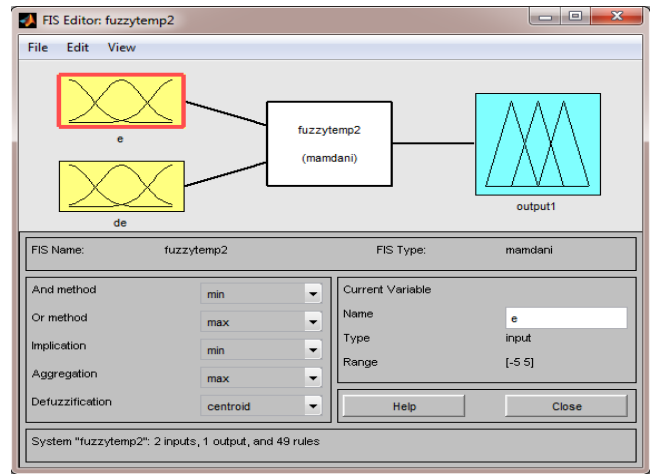 FIS Editor: fuzzytemp2
File Edit View
e
de
fuzzytemp2
(mamdani)
output1
FIS Name: fuzzytemp2 FIS Type: mamdani
And method min
Or method max
Implication min
Aggregation max
Defuzzification centroid
Current Variable
Name e
Type input
Range [-5 5]
Help Close
System "fuzzytemp2": 2 inputs, 1 output, and 49 rules